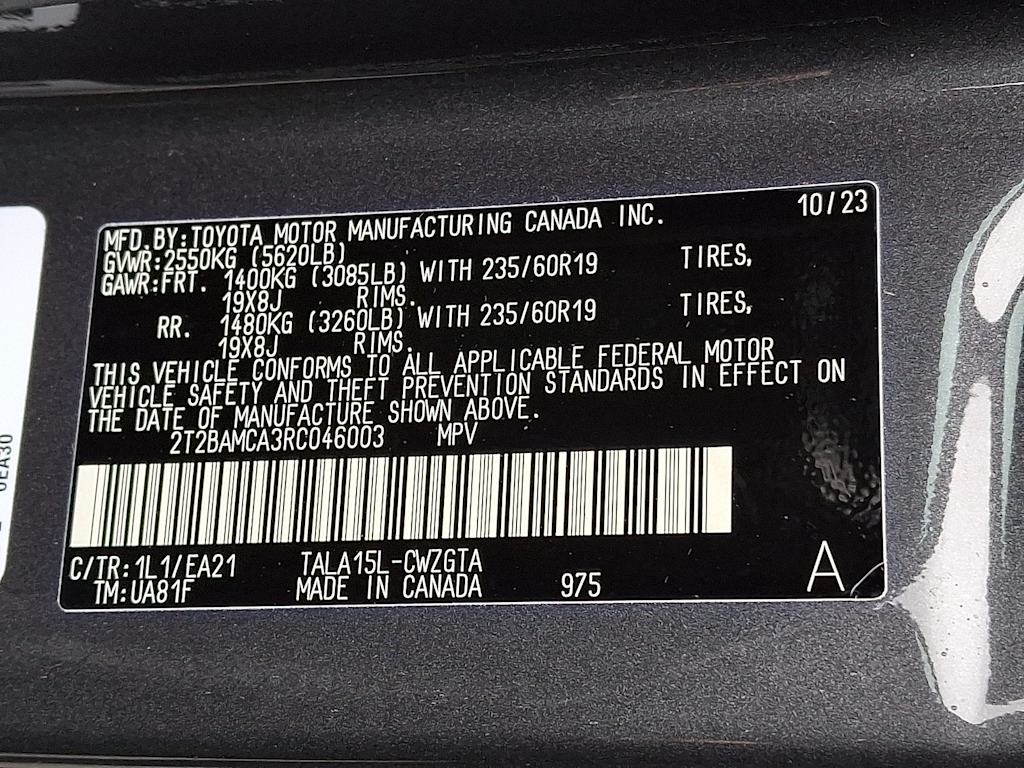 MFD.BY:TOYOTA MOTOR MANUFACTURING CANADA INC. 10/23
GVWR:2550KG (5620LB)
GAWR:FRT. 1400KG (3085LB) WITH 235/60R19 TIRES,
19X8J RIMS.
RR. 1480KG (3260LB) WITH 235/60R19 TIRES,
19X8J RIMS.
THIS VEHICLE CONFORMS TO ALL APPLICABLE FEDERAL MOTOR
VEHICLE SAFETY AND THEFT PREVENTION STANDARDS IN EFFECT ON
THE DATE OF MANUFACTURE SHOWN ABOVE.
2T2BAMCA3RC046003 MPV
C/TR:1L1/EA21 TALA15L-CWZGTA
TM:UA81F MADE IN CANADA 975 A
0EA30